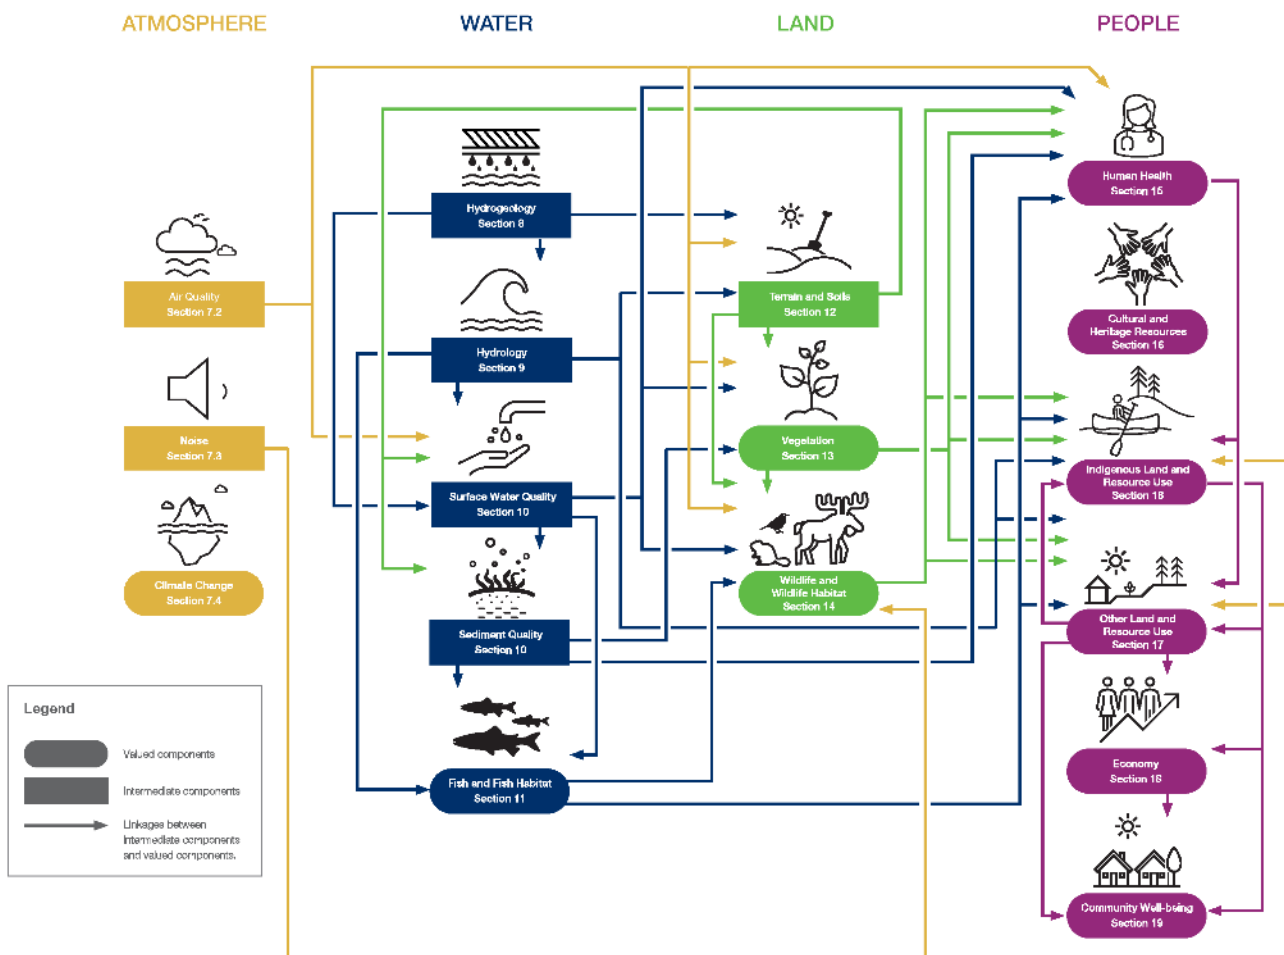 ATMOSPHERE
WATER
LAND
PEOPLE
Hydrogeology
Section 8
Human Health
Section 15
Air Quality
Section 7.2
Terrain and Soils
Section 12
Cultural and
Heritage Resources
Section 16
Hydrology
Section 9
Noise
Section 7.3
Vegetation
Section 13
Surface Water Quality
Section 10
Indigenous Land and
Resource Use
Section 18
Climate Change
Section 7.4
Wildlife and
Wildlife Habitat
Section 14
Sediment Quality
Section 10
Other Land and
Resource Use
Section 17
Legend
Valued components
Intermediate components
Linkages between
intermediate components
and valued components.
Fish and Fish Habitat
Section 11
Economy
Section 18
Community Well-being
Section 19